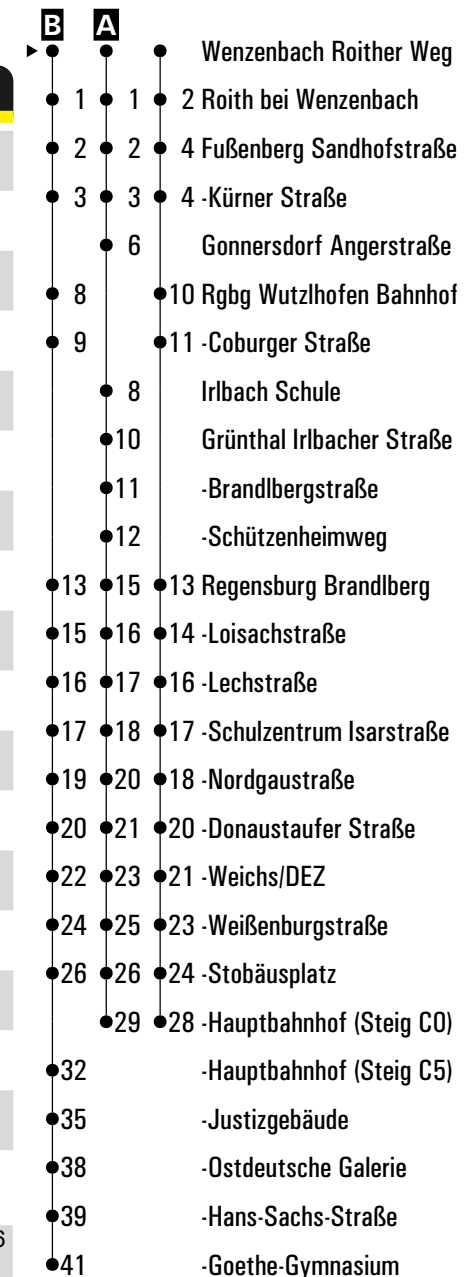 B A
Wenzenbach Roither Weg
1 1 2 Roith bei Wenzenbach
2 2 4 Fußenberg Sandhofstraße
3 3 4 -Kürner Straße
6 Gonnersdorf Angerstraße
8 10 Rgbg Wutzlhofen Bahnhof
9 11 -Coburger Straße
8 Irlbach Schule
10 Grünthal Irlbacher Straße
11 -Brandlbergstraße
12 -Schützenheimweg
13 15 13 Regensburg Brandlberg
15 16 14 -Loisachstraße
16 17 16 -Lechstraße
17 18 17 -Schulzentrum Isarstraße
19 20 18 -Nordgaustraße
20 21 20 -Donaustaufer Straße
22 23 21 -Weichs/DEZ
24 25 23 -Weißenburgstraße
26 26 24 -Stobäusplatz
29 28 -Hauptbahnhof (Steig C0)
32 -Hauptbahnhof (Steig C5)
35 -Justizgebäude
38 -Ostdeutsche Galerie
39 -Hans-Sachs-Straße
41 -Goethe-Gymnasium